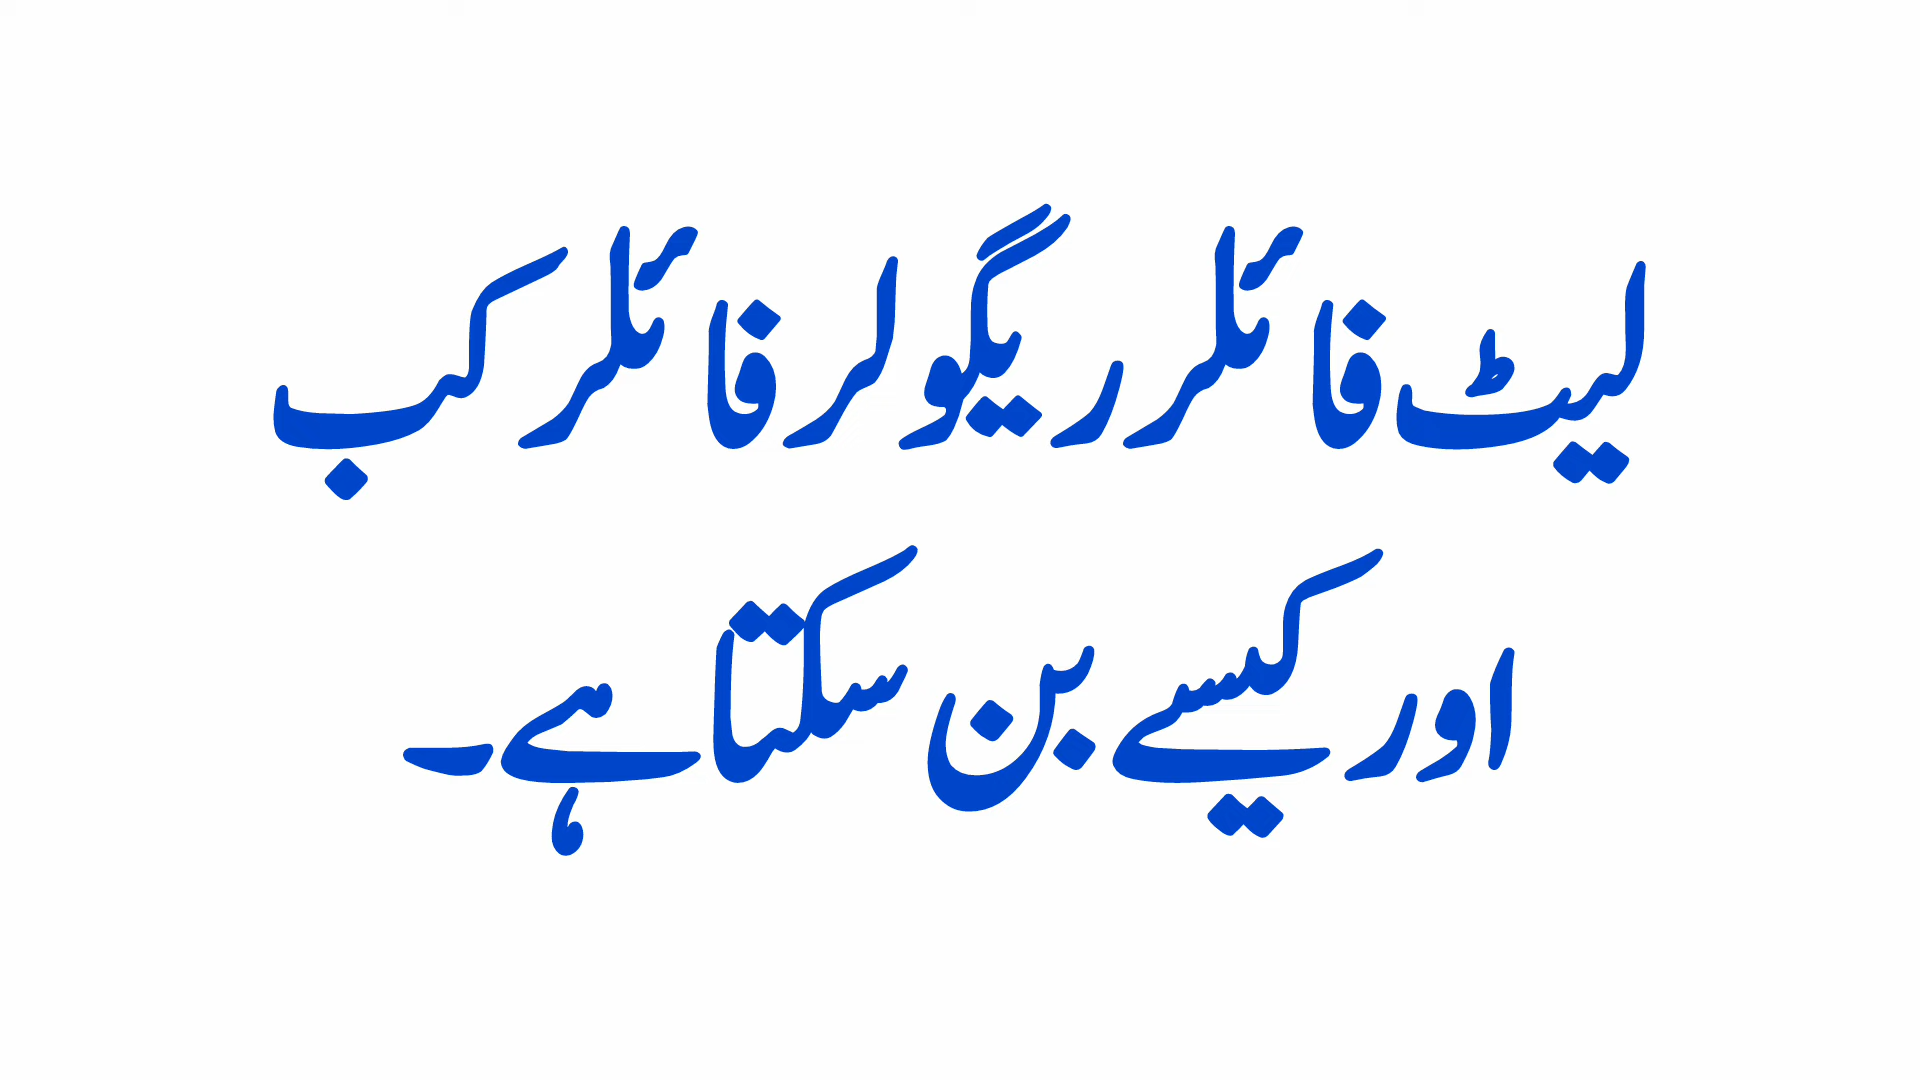 لیٹ فائلر ریگولر فائلر کب
اور کیسے بن سکتا ہے۔